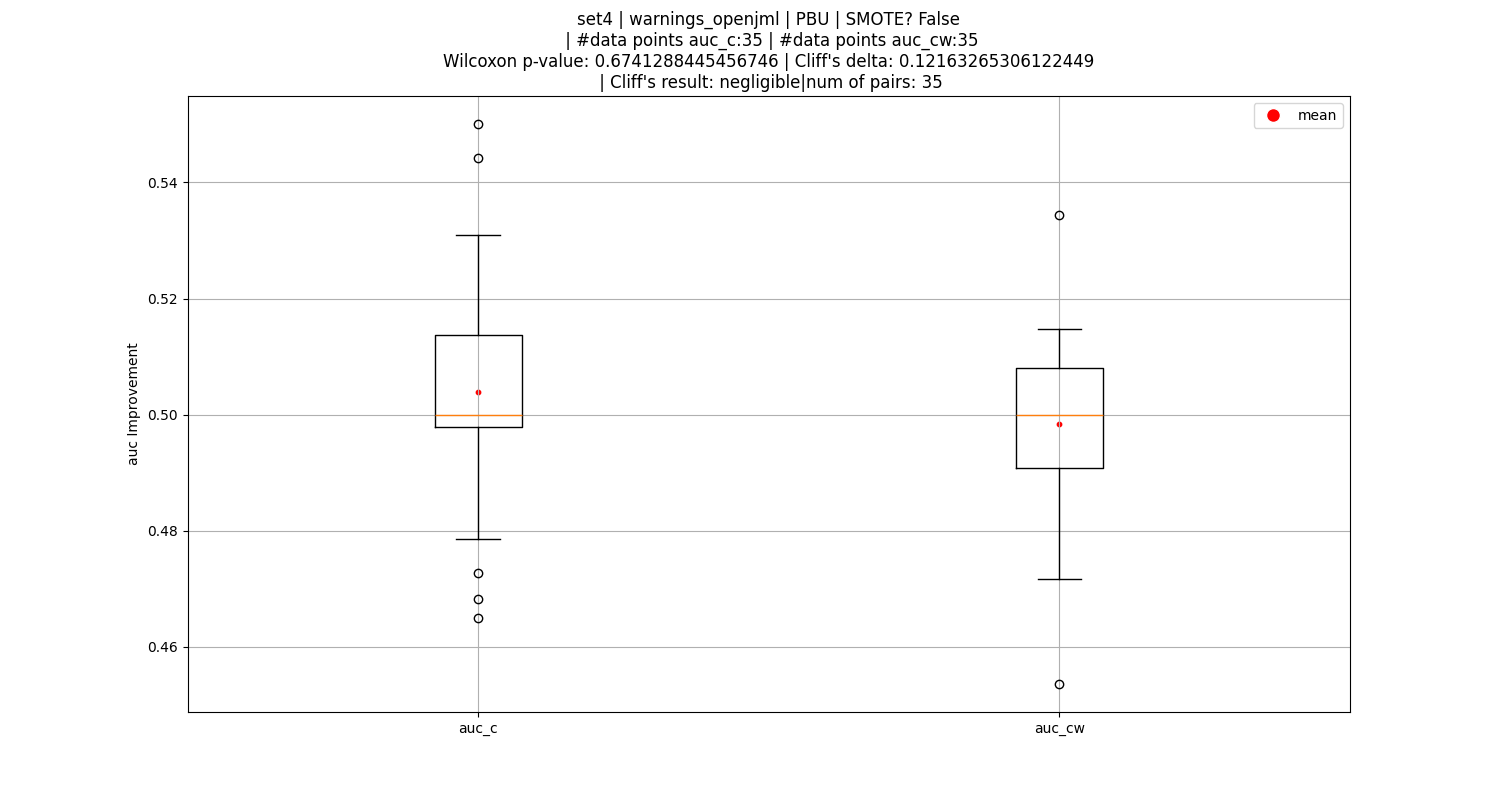 set4 | warnings_openjml | PBU | SMOTE? False
| #data points auc_c:35 | #data points auc_cw:35
Wilcoxon p-value: 0.6741288445456746 | Cliff's delta: 0.12163265306122449
| Cliff's result: negligible|num of pairs: 35
mean
0.54
0.52
0.50
0.48
0.46
auc Improvement
auc_c
auc_cw